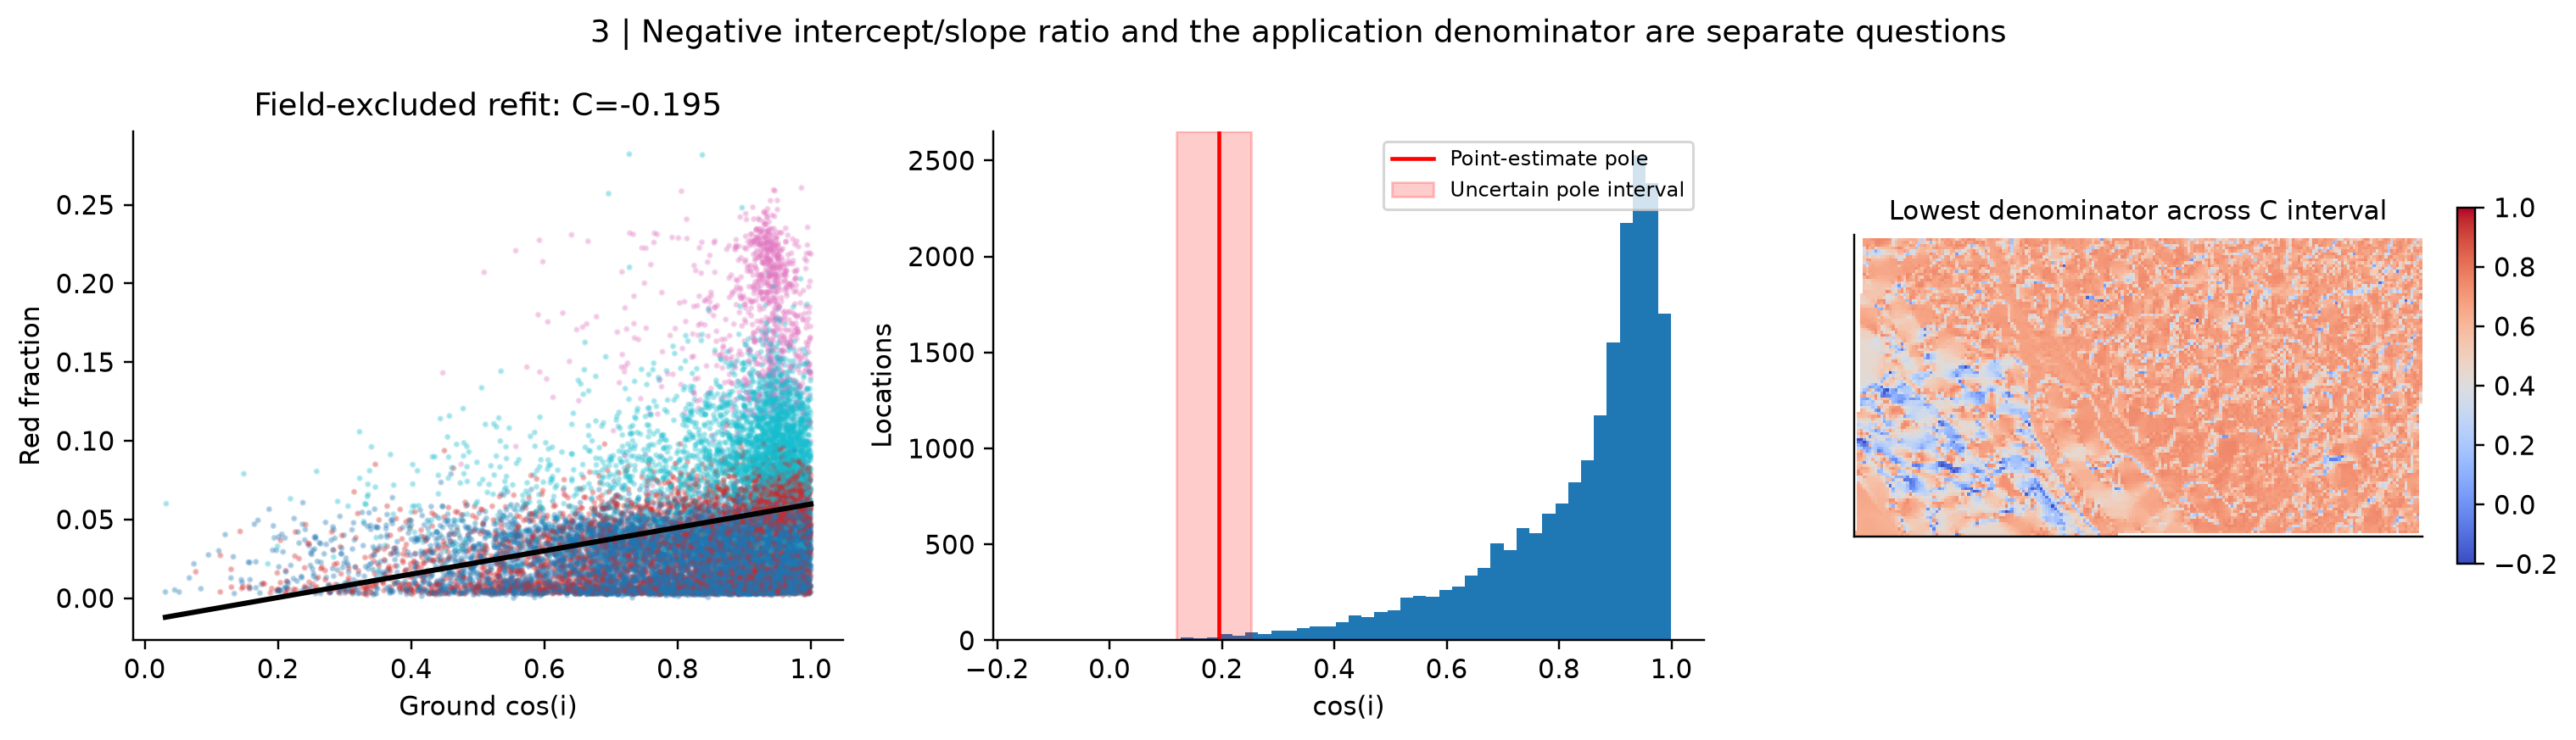 3 | Negative intercept/slope ratio and the application denominator are separate questions
Field-excluded refit: C=-0.195
Red fraction
0.25
0.20
0.15
0.10
0.05
0.00
0.0 0.2 0.4 0.6 0.8 1.0
Ground cos(i)
Locations
2500
2000
1500
1000
500
0
−0.2 0.0 0.2 0.4 0.6 0.8 1.0
cos(i)
Point-estimate pole
Uncertain pole interval
Lowest denominator across C interval
1.0
0.8
0.6
0.4
0.2
0.0
−0.2